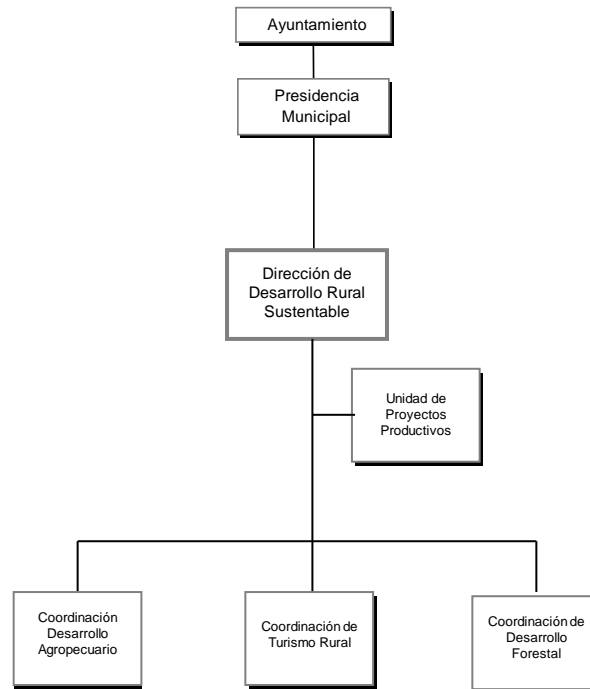 Ayuntamiento
Presidencia
Municipal
Dirección de
Desarrollo Rural
Sustentable
Unidad de
Proyectos
Productivos
Coordinación
Desarrollo
Agropecuario
Coordinación de
Turismo Rural
Coordinación de
Desarrollo
Forestal